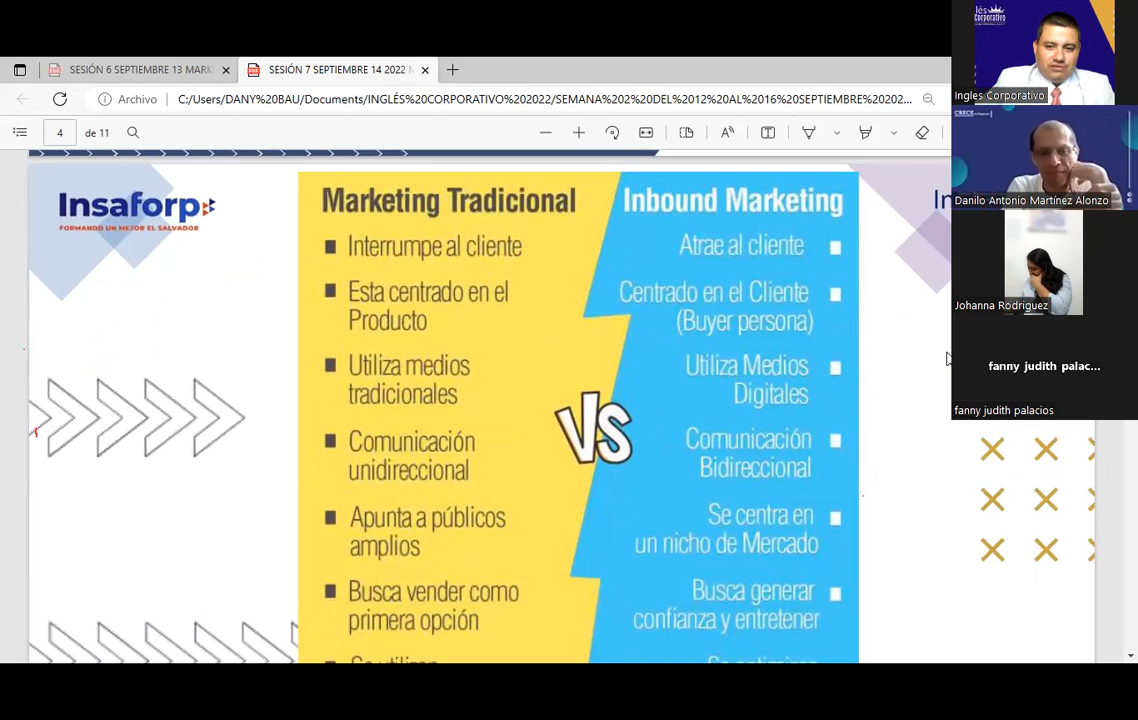 SESIÓN 6 SEPTIEMBRE 13 MARK
SESIÓN 7 SEPTIEMBRE 14 2022
Archivo
C:/Users/DANY%20BAU/Documents/INGLÉS%20CORPORATIVO%202022/SEMANA%202%20DEL%2012%20AL%2016%20SEPTIEMBRE%20202...
4
de 11
Insaforp
FORMANDO UN MEJOR EL SALVADOR
Marketing Tradicional
Interrumpe al cliente
Esta centrado en el
Producto
Utiliza medios
tradicionales
Comunicación
unidireccional
Apunta a públicos
amplios
Busca vender como
primera opción
VS
Inbound Marketing
Atrae al cliente
Centrado en el Cliente
(Buyer persona)
Utiliza Medios
Digitales
Comunicación
Bidireccional
Se centra en
un nicho de Mercado
Busca generar
confianza y entretener
lés
Corporativo
Ingles Corporativo
CRECE
Danilo Antonio Martínez Alonzo
Johanna Rodriguez
fanny judith palac...
fanny judith palacios